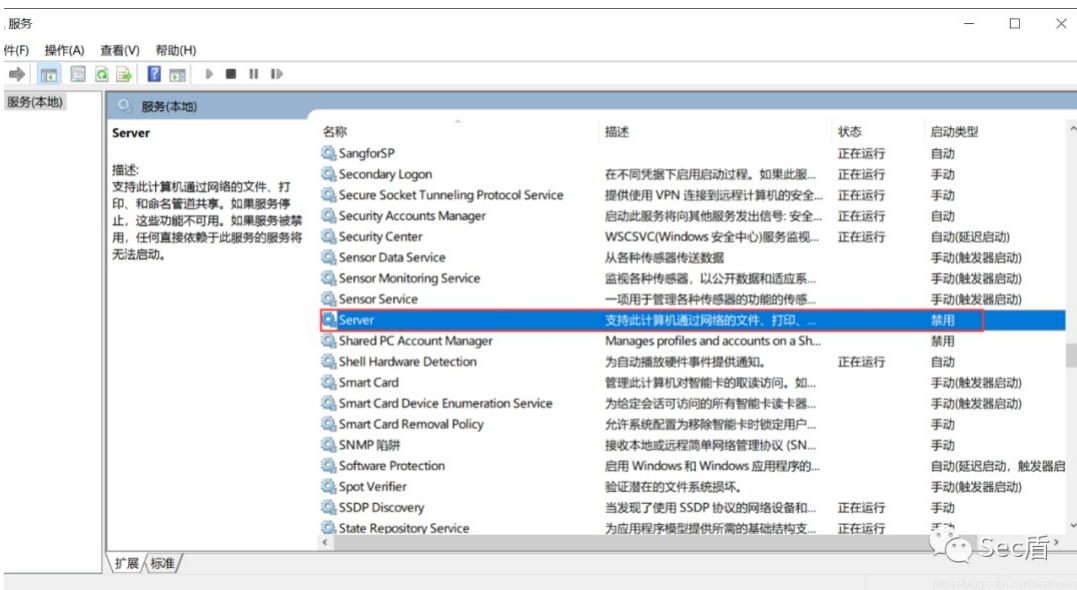 服务
件(F) 操作(A) 查看(V) 帮助(H)
服务(本地)
服务(本地)
Server
描述:
支持此计算机通过网络的文件、打
印、和命名管道共享。如果服务停
止，这些功能不可用。如果服务被禁
用，任何直接依赖于此服务的服务将
无法启动。
名称 描述 状态 启动类型
SangforSP 正在运行 自动
Secondary Logon 在不同凭据下启用启动过程。如果此服... 正在运行 手动
Secure Socket Tunneling Protocol Service 提供使用 VPN 连接到远程计算机的安全... 正在运行 手动
Security Accounts Manager 启动此服务将向其他服务发出信号: 安全... 正在运行 自动
Security Center WSCSVC(Windows 安全中心)服务监视... 正在运行 自动(延迟启动)
Sensor Data Service 从各种传感器传送数据 手动(触发器启动)
Sensor Monitoring Service 监视各种传感器，以公开数据和适应系... 手动(触发器启动)
Sensor Service 一项用于管理各种传感器的功能的传感... 手动(触发器启动)
Server 支持此计算机通过网络的文件、打印、... 禁用
Shared PC Account Manager Manages profiles and accounts on a Sh... 禁用
Shell Hardware Detection 为自动播放硬件事件提供通知。 正在运行 自动
Smart Card 管理此计算机对智能卡的取读访问。如... 手动(触发器启动)
Smart Card Device Enumeration Service 为给定会话可访问的所有智能卡读卡器... 手动(触发器启动)
Smart Card Removal Policy 允许系统配置为移除智能卡时锁定用户... 手动
SNMP 陷阱 接收本地或远程简单网络管理协议 (SN... 手动
Software Protection 启用 Windows 和 Windows 应用程序的... 自动(延迟启动，触发器启
Spot Verifier 验证潜在的文件系统损坏。 手动(触发器启动)
SSDP Discovery 当发现了使用 SSDP 协议的网络设备和... 正在运行 手动
State Repository Service 为应用程序模型提供所需的基础结构支... 正在运行 手动
扩展 标准
Sec盾